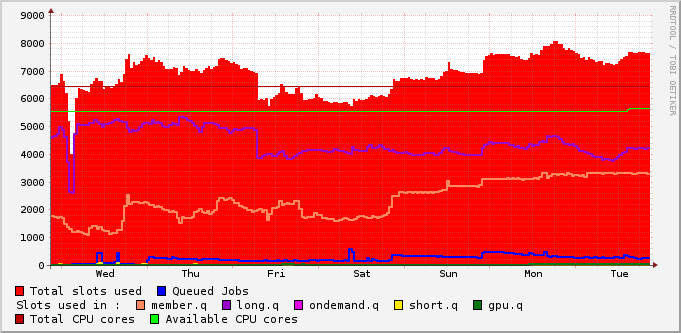 9000
8000
7000
6000
5000
4000
3000
2000
1000
0
Wed Thu Fri Sat Sun Mon Tue
RRDTOOL / TOBI OETIKER
Total slots used Queued Jobs
Slots used in : member.q long.q ondemand.q short.q gpu.q
Total CPU cores Available CPU cores